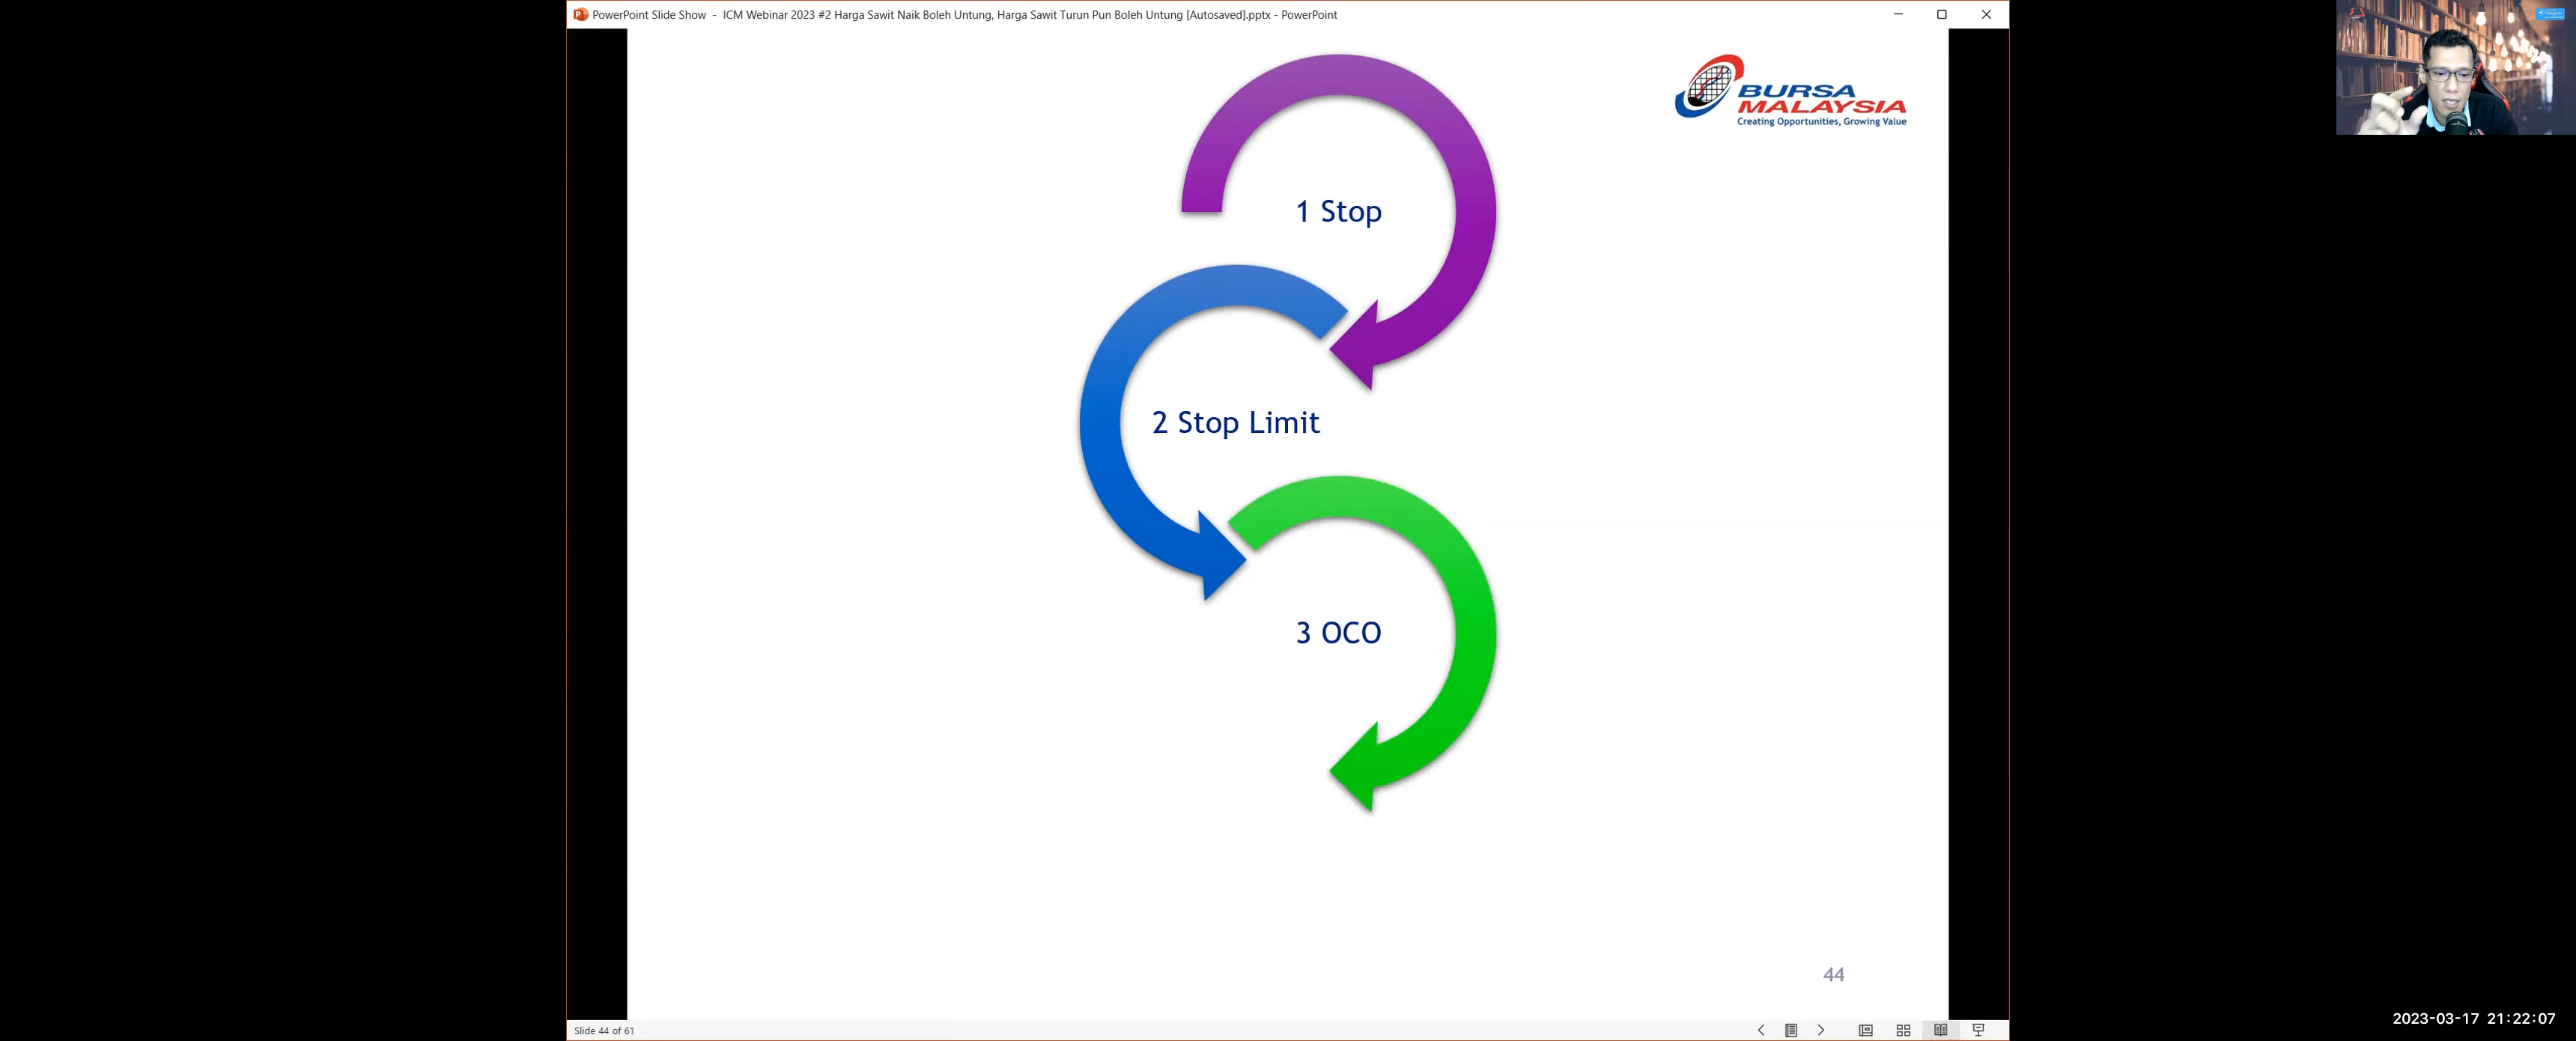 PowerPoint Slide Show - ICM Webinar 2023 #2 Harga Sawit Naik Boleh Untung, Harga Sawit Turun Pun Boleh Untung [Autosaved].pptx - PowerPoint
BURSA
MALAYSIA
Creating Opportunities, Growing Value
1 Stop
2 Stop Limit
3 OCO
44
Slide 44 of 61
2023-03-17 21:22:07